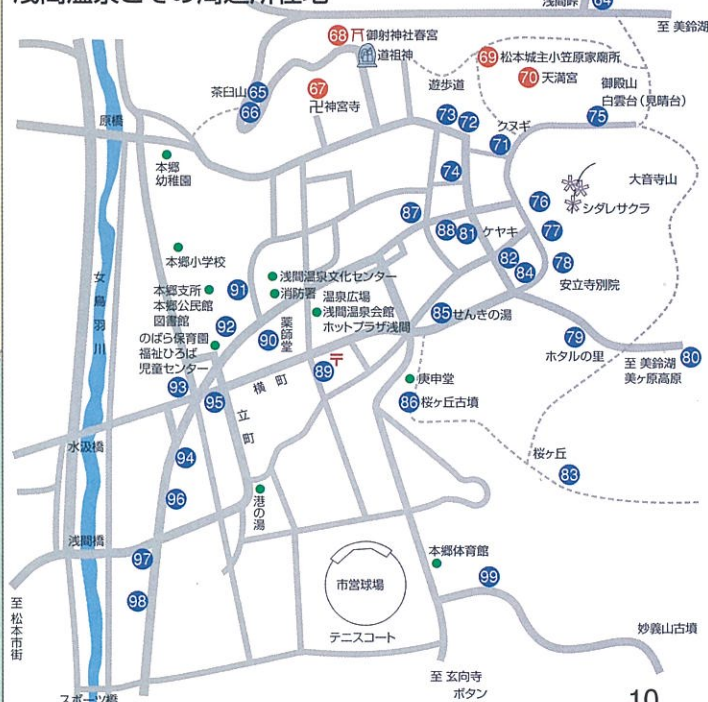 浅間温泉とその周辺所在地
浅間峠 64
至 美鈴湖
68 御射神社春宮
道祖神
69 松本城主小笠原家廟所
70 天満宮
茶臼山 65
66
67
卍神宮寺
遊歩道
御殿山
白雲台(見晴台)
75
73 72
クヌギ
71
原橋
本郷
幼稚園
74
大音寺山
76
シダレサクラ
87
88 81
ケヤキ
77
本郷小学校
82
84
78
安立寺別院
女鳥羽川
本郷支所
本郷公民館
図書館
91
浅間温泉文化センター
消防署
温泉広場
浅間温泉会館
ホットプラザ浅間
92
のばら保育園
福祉ひろば
児童センター
90
薬師堂
85 せんきの湯
79
ホタルの里
至 美鈴湖
美ヶ原高原
80
89 〒
庚申堂
86 桜ヶ丘古墳
93
95
横町
立町
水汲橋
94
桜ヶ丘
83
96
港の湯
浅間橋
97
98
本郷体育館
99
市営球場
テニスコート
至 松本市街
妙義山古墳
至 玄向寺
ボタン
スポーツ橋
10